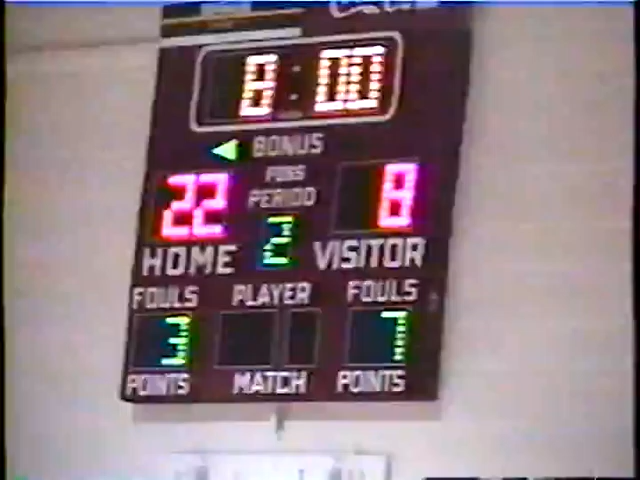 8:00
BONUS
POSS
22 PERIOD 8
HOME 2 VISITOR
FOULS PLAYER FOULS
3 7
POINTS MATCH POINTS